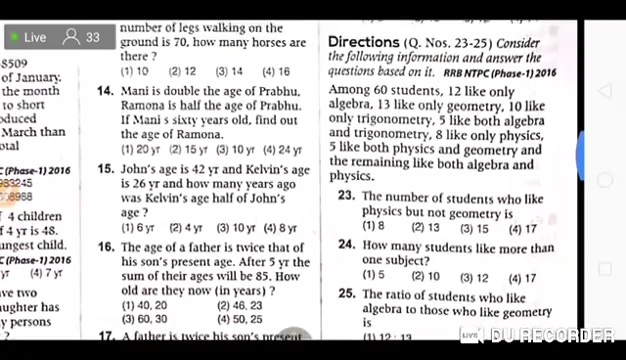 Live 33
8509
of January.
the month
to short
oduced
March than
otal
C (Phase-1) 2016
983245
608988
4 children
f 4 yr is 48.
ungest child.
C (Phase-1) 2016
yr (4) 7 yr
ave two
aughter has
y persons
?
number of legs walking on the
ground is 70, how many horses are
there ?
(1) 10 (2) 12 (3) 14 (4) 16
14. Mani is double the age of Prabhu.
Ramona is half the age of Prabhu.
If Mani s sixty years old, find out
the age of Ramona.
(1) 20 yr (2) 15 yr (3) 10 yr (4) 24 yr
15. John's age is 42 yr and Kelvin's age
is 26 yr and how many years ago
was Kelvin's age half of John's
age ?
(1) 6 yr (2) 4 yr (3) 10 yr (4) 8 yr
16. The age of a father is twice that of
his son's present age. After 5 yr the
sum of their ages will be 85. How
old are they now (in years) ?
(1) 40, 20 (2) 46, 23
(3) 60, 30 (4) 50, 25
17. A father is twice his son's present
Directions (Q. Nos. 23-25) Consider
the following information and answer the
questions based on it. RRB NTPC (Phase-1) 2016
Among 60 students, 12 like only
algebra, 13 like only geometry, 10 like
only trigonometry, 5 like both algebra
and trigonometry, 8 like only physics,
5 like both physics and geometry and
the remaining like both algebra and
physics.
23. The number of students who like
physics but not geometry is
(1) 8 (2) 13 (3) 15 (4) 17
24. How many students like more than
one subject?
(1) 5 (2) 10 (3) 12 (4) 17
25. The ratio of students who like
algebra to those who like geometry
is
(1) 12 : 13
LIVE DU RECORDER